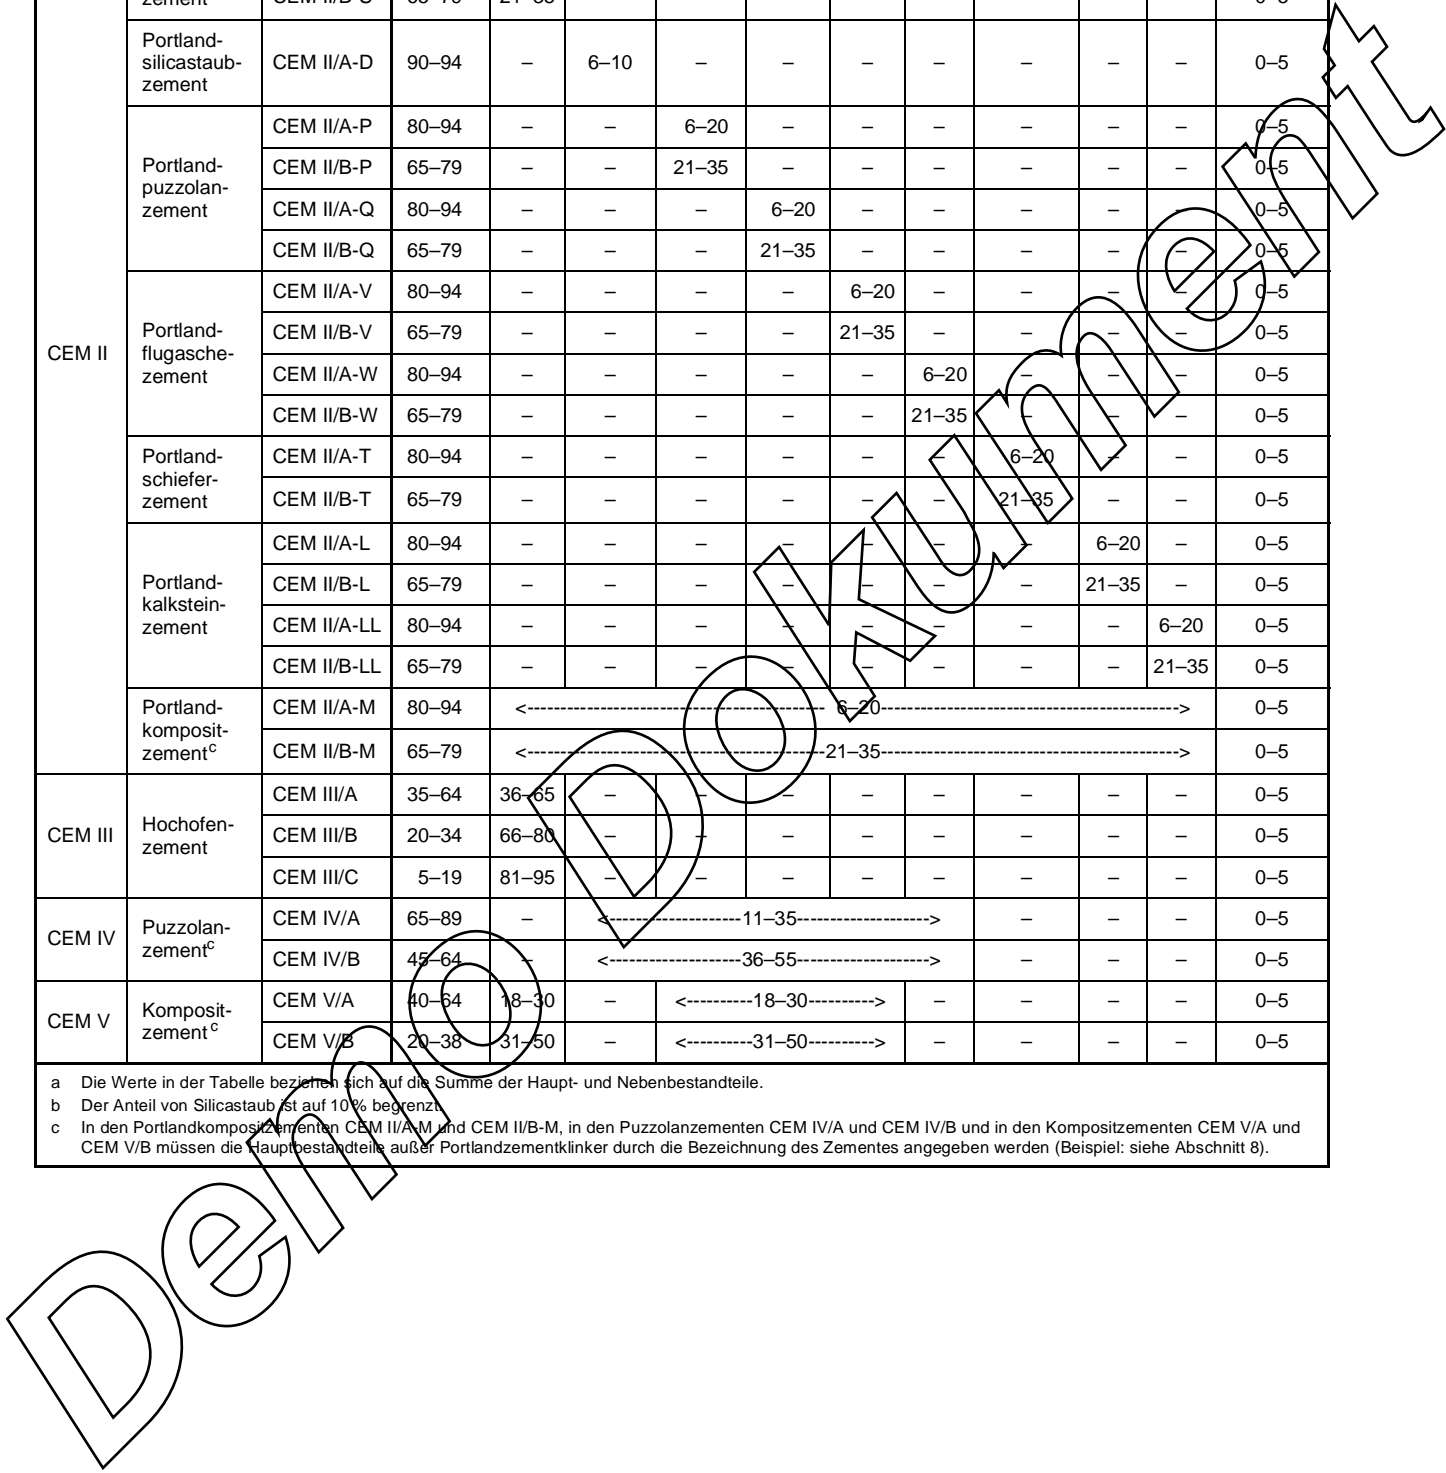 Portland-
silicastaub-
zement CEM II/A-D 90–94 – 6–10 – – – – – – – 0–5
Portland-
puzzolan-
zement
CEM II/A-P 80–94 – – 6–20 – – – – – – 0–5
CEM II/B-P 65–79 – – 21–35 – – – – – – 0–5
CEM II/A-Q 80–94 – – – 6–20 – – – – – 0–5
CEM II/B-Q 65–79 – – – 21–35 – – – – – 0–5
CEM II
Portland-
flugasche-
zement
CEM II/A-V 80–94 – – – – 6–20 – – – – 0–5
CEM II/B-V 65–79 – – – – 21–35 – – – – 0–5
CEM II/A-W 80–94 – – – – – 6–20 – – – 0–5
CEM II/B-W 65–79 – – – – – 21–35 – – – 0–5
Portland-
schiefer-
zement
CEM II/A-T 80–94 – – – – – – 6–20 – – 0–5
CEM II/B-T 65–79 – – – – – – 21–35 – – 0–5
Portland-
kalkstein-
zement
CEM II/A-L 80–94 – – – – – – – 6–20 – 0–5
CEM II/B-L 65–79 – – – – – – – 21–35 – 0–5
CEM II/A-LL 80–94 – – – – – – – – 6–20 0–5
CEM II/B-LL 65–79 – – – – – – – – 21–35 0–5
Portland-
komposit-
zement c
CEM II/A-M 80–94 <--- 6–20 ---> 0–5
CEM II/B-M 65–79 <--- 21–35 ---> 0–5
CEM III
Hochofen-
zement
CEM III/A 35–64 36–65 – – – – – – – – 0–5
CEM III/B 20–34 66–80 – – – – – – – – 0–5
CEM III/C 5–19 81–95 – – – – – – – – 0–5
CEM IV
Puzzolan-
zement c
CEM IV/A 65–89 – <--- 11–35 ---> – – – 0–5
CEM IV/B 45–64 – <--- 36–55 ---> – – – 0–5
CEM V
Komposit-
zement c
CEM V/A 40–64 18–30 – <--- 18–30 ---> – – – – 0–5
CEM V/B 20–38 31–50 – <--- 31–50 ---> – – – – 0–5
a Die Werte in der Tabelle beziehen sich auf die Summe der Haupt- und Nebenbestandteile.
b Der Anteil von Silicastaub ist auf 10 % begrenzt.
c In den Portlandkompositzementen CEM II/A-M und CEM II/B-M, in den Puzzolanzementen CEM IV/A und CEM IV/B und in den Kompositzementen CEM V/A und
CEM V/B müssen die Hauptbestandteile außer Portlandzementklinker durch die Bezeichnung des Zementes angegeben werden (Beispiel: siehe Abschnitt 8).
Demo Dokument